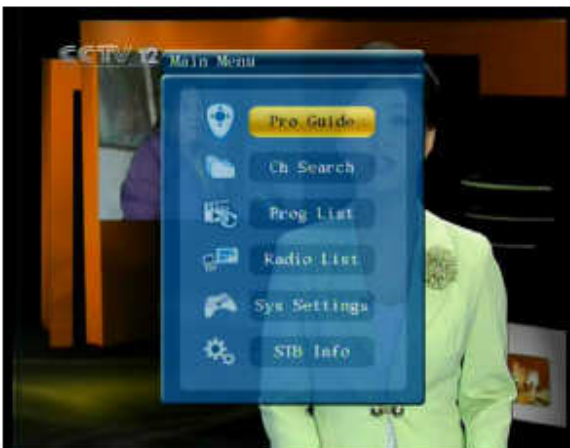 CCTV 12
Main Menu
Pro Guide
Ch Search
Prog List
Radio List
Sys Settings
STB Info